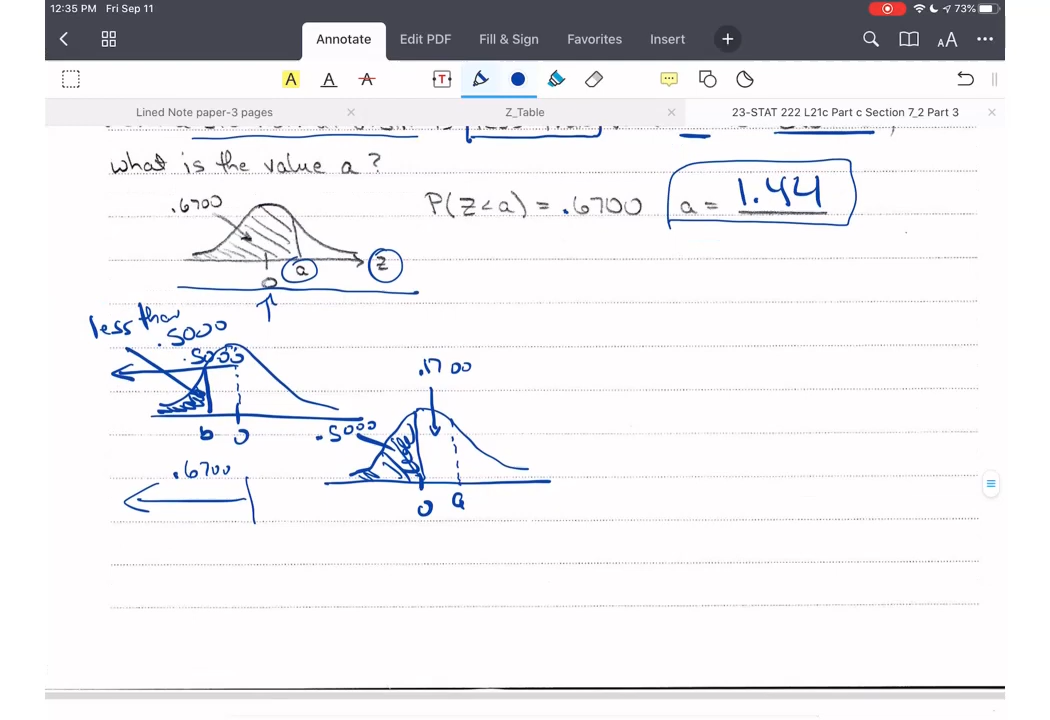 12:35 PM Fri Sep 11
73%
Annotate
Edit PDF
Fill & Sign
Favorites
Insert
AA
A A A T
Lined Note paper-3 pages
Z_Table
23-STAT 222 L21c Part c Section 7_2 Part 3
what is the value a?
.6700
P(Z<a) = .6700
a = 1.44
0 a z
less than
.5000
.5000
b 0
.1700
.5000
0 a
.6700